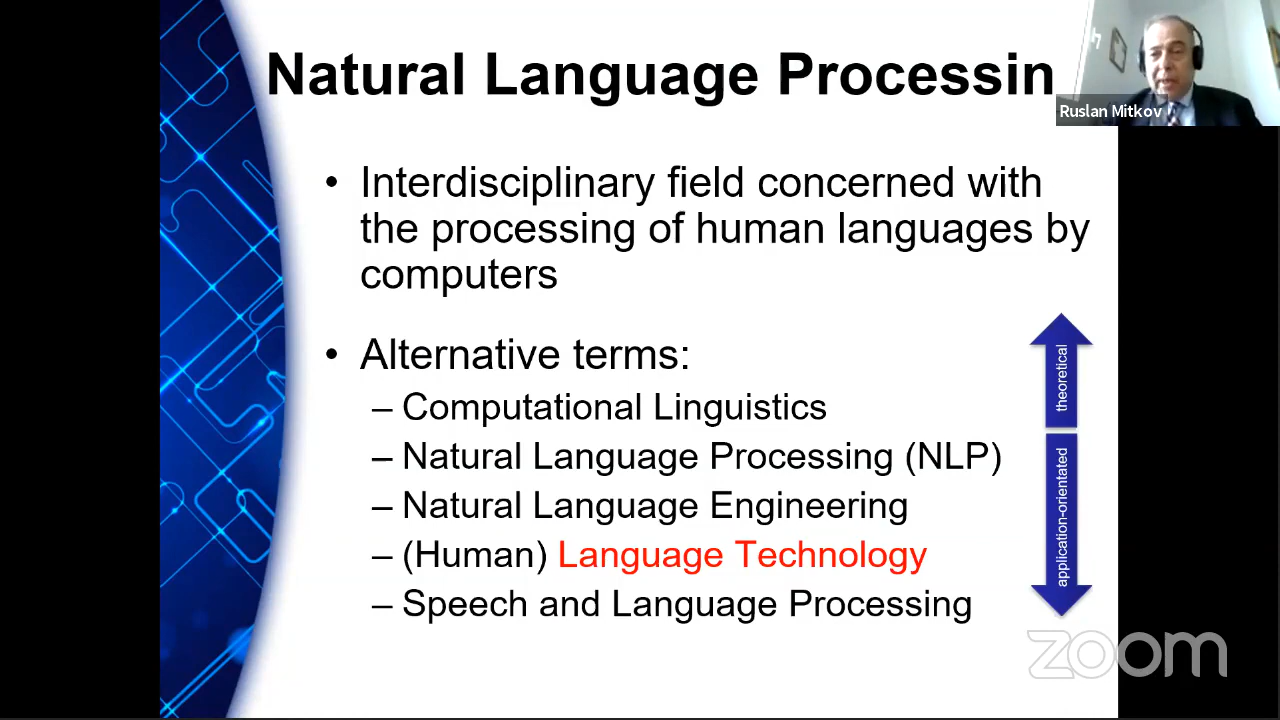 Natural Language Processin
Ruslan Mitkov
• Interdisciplinary field concerned with
the processing of human languages by
computers
• Alternative terms:
– Computational Linguistics
– Natural Language Processing (NLP)
– Natural Language Engineering
– (Human) Language Technology
– Speech and Language Processing
theoretical
application-orientated
zoom